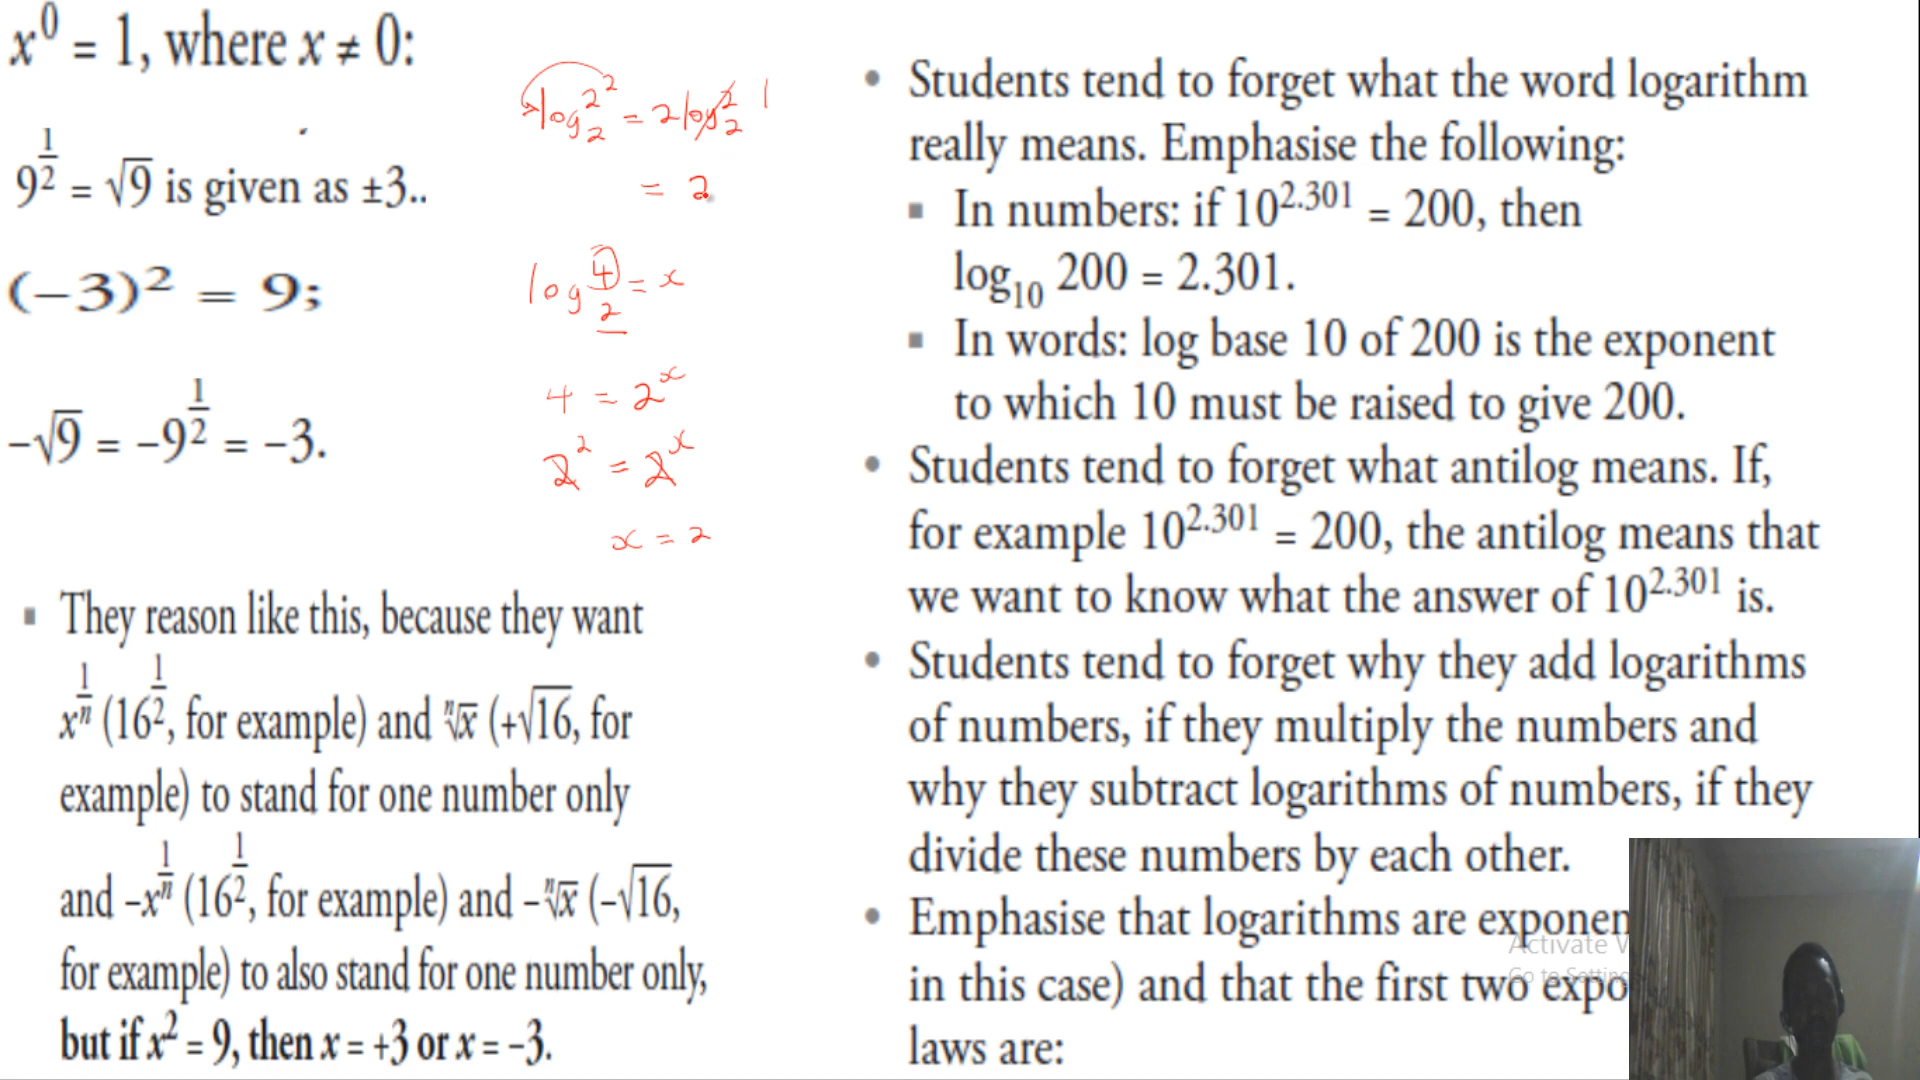 x⁰ = 1, where x ≠ 0:
9^(1/2) = √9 is given as ±3..
(−3)² = 9;
−√9 = −9^(1/2) = −3.
They reason like this, because they want
x^(1/n) (16^(1/2), for example) and ⁿ√x (+√16, for
example) to stand for one number only
and −x^(1/n) (16^(1/2), for example) and −ⁿ√x (−√16,
for example) to also stand for one number only,
but if x² = 9, then x = +3 or x = −3.
log₂ 2² = 2 log₂ 2 1
= 2
log₂ 4 = x
4 = 2^x
2² = 2^x
x = 2
• Students tend to forget what the word logarithm
really means. Emphasise the following:
▪ In numbers: if 10^2.301 = 200, then
log₁₀ 200 = 2.301.
▪ In words: log base 10 of 200 is the exponent
to which 10 must be raised to give 200.
• Students tend to forget what antilog means. If,
for example 10^2.301 = 200, the antilog means that
we want to know what the answer of 10^2.301 is.
• Students tend to forget why they add logarithms
of numbers, if they multiply the numbers and
why they subtract logarithms of numbers, if they
divide these numbers by each other.
• Emphasise that logarithms are exponen
in this case) and that the first two expo
laws are:
Activate
Go to Setting